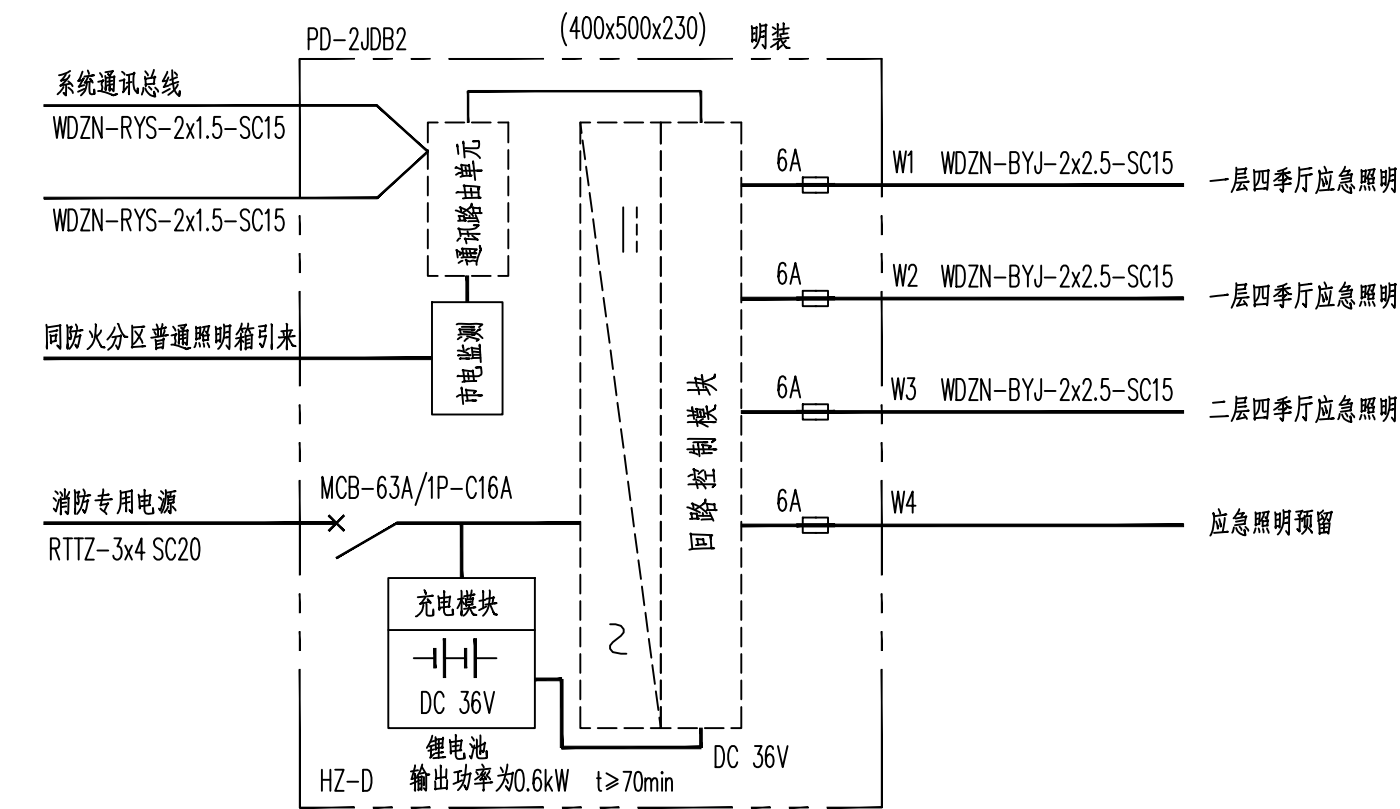 PD-2JDB2
(400x500x230)
明装
系统通讯总线
WDZN-RYS-2x1.5-SC15
WDZN-RYS-2x1.5-SC15
通讯路由单元
同防火分区普通照明箱引来
市电监测
消防专用电源
RTTZ-3x4 SC20
MCB-63A/1P-C16A
充电模块
DC 36V
锂电池
HZ-D
输出功率为0.6kW t≥70min
回路控制模块
DC 36V
6A
W1 WDZN-BYJ-2x2.5-SC15
一层四季厅应急照明
6A
W2 WDZN-BYJ-2x2.5-SC15
一层四季厅应急照明
6A
W3 WDZN-BYJ-2x2.5-SC15
二层四季厅应急照明
6A
W4
应急照明预留